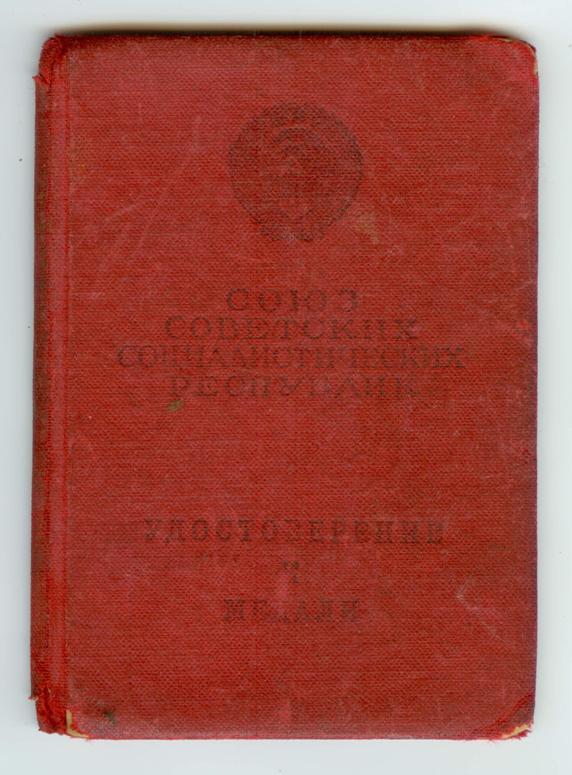 СОЮЗ
СОВЕТСКИХ
СОЦИАЛИСТИЧЕСКИХ
РЕСПУБЛИК
УДОСТОВЕРЕНИЕ
К
МЕДАЛИ